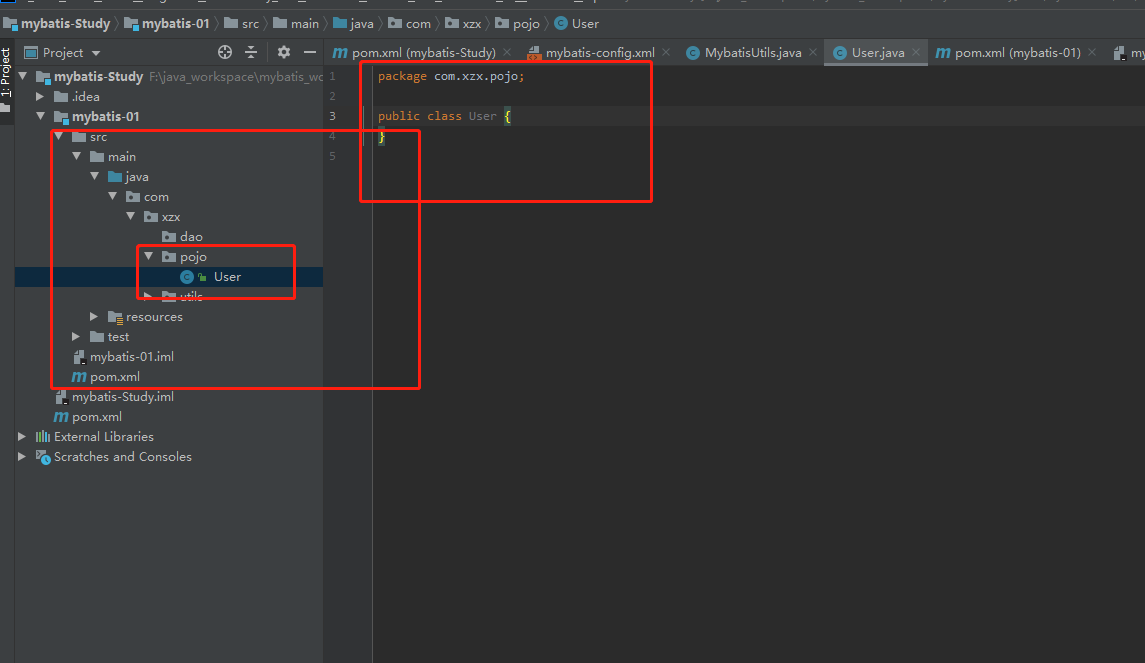 mybatis-Study mybatis-01 src main java com xzx pojo User
1: Project
Project
pom.xml (mybatis-Study) mybatis-config.xml MybatisUtils.java User.java pom.xml (mybatis-01)
mybatis-Study F:\java_workspace\mybatis_wo
.idea
mybatis-01
src
main
java
com
xzx
dao
pojo
User
utils
resources
test
mybatis-01.iml
pom.xml
mybatis-Study.iml
pom.xml
External Libraries
Scratches and Consoles
1 package com.xzx.pojo;
2
3 public class User {
4 }
5